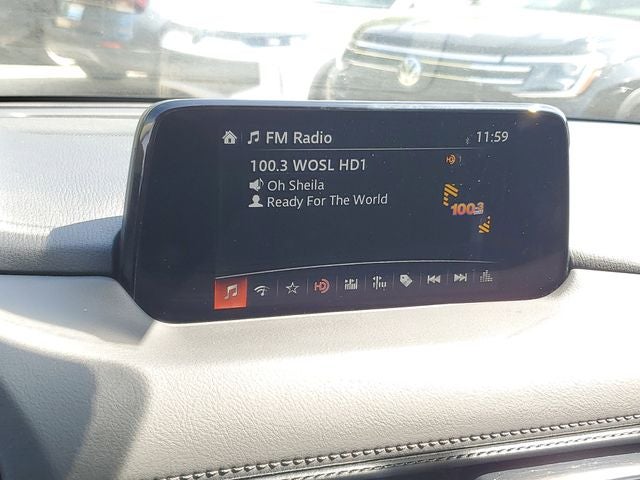 FM Radio 11:59
100.3 WOSL HD1
Oh Sheila
Ready For The World
100.3